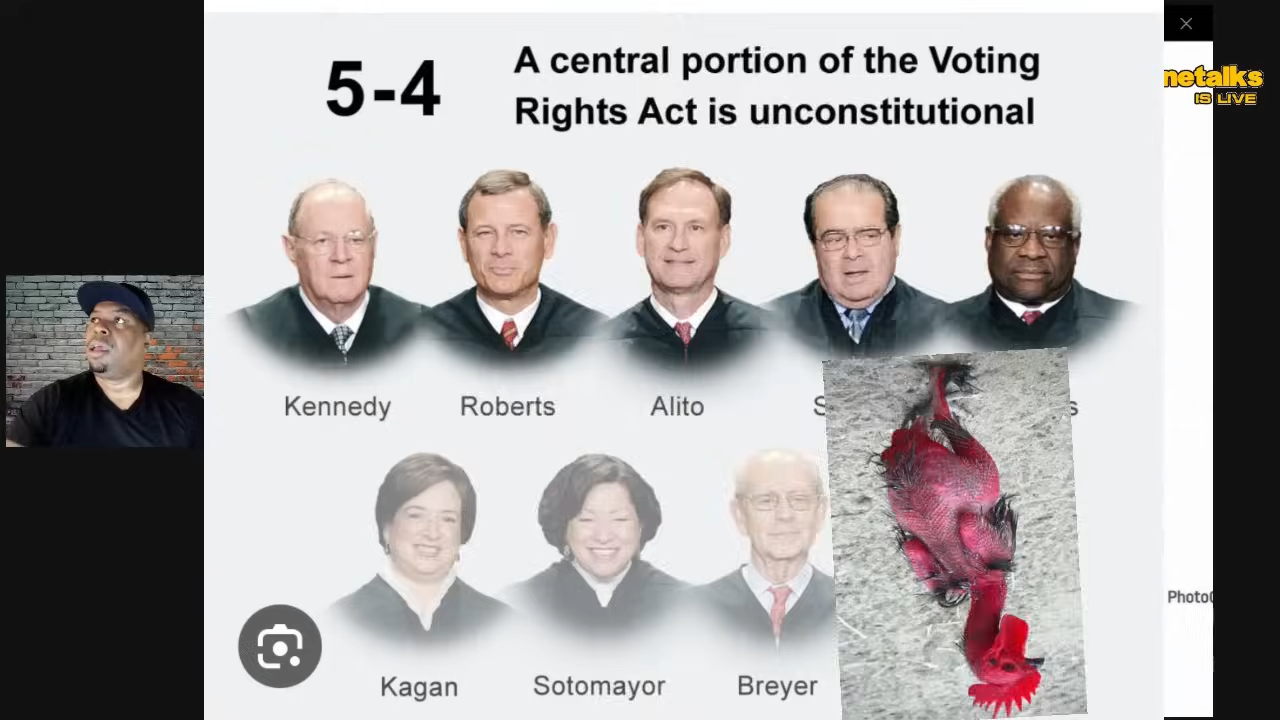 5-4
A central portion of the Voting
Rights Act is unconstitutional
netalks
IS LIVE
Kennedy
Roberts
Alito
Kagan
Sotomayor
Breyer